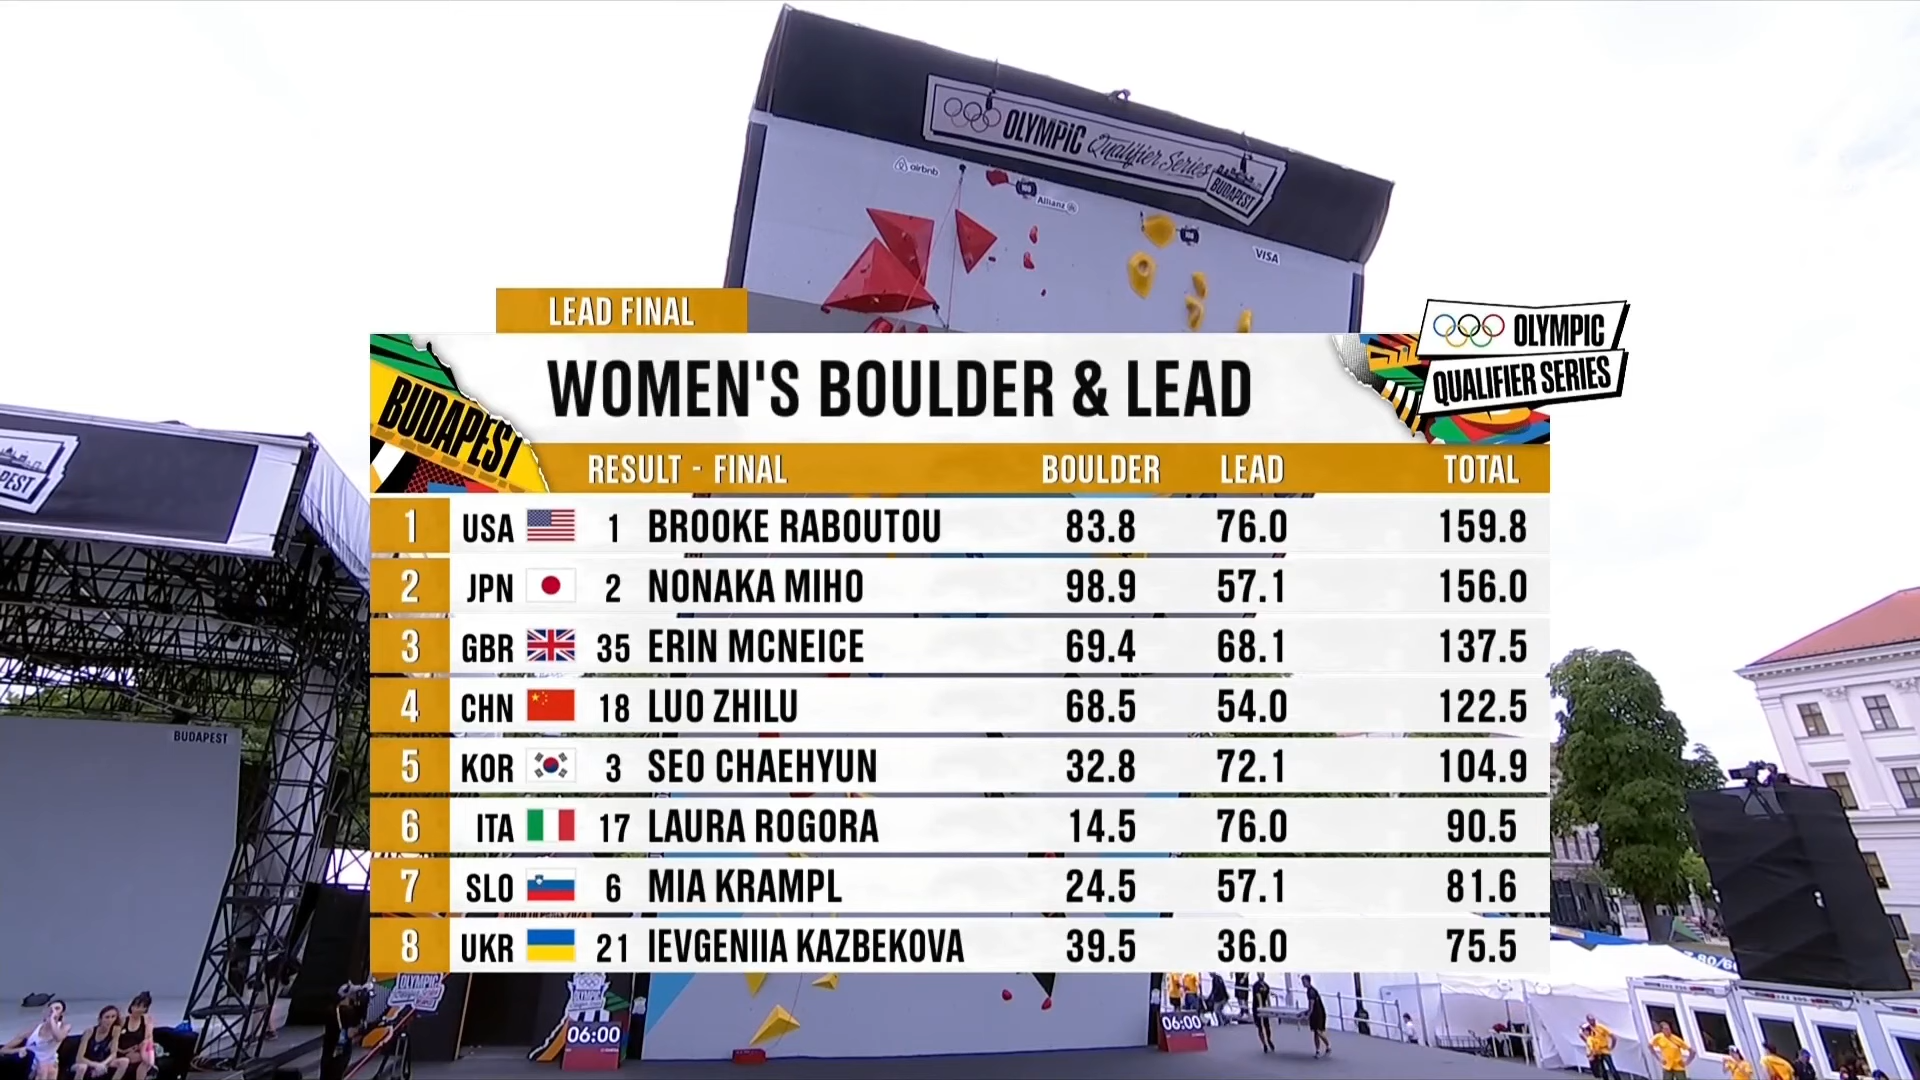 OLYMPIC Qualifier Series
BUDAPEST
airbnb
Allianz
VISA
LEAD FINAL
WOMEN'S BOULDER & LEAD
OLYMPIC
QUALIFIER SERIES
BUDAPEST
RESULT - FINAL BOULDER LEAD TOTAL
1 USA 1 BROOKE RABOUTOU 83.8 76.0 159.8
2 JPN 2 NONAKA MIHO 98.9 57.1 156.0
3 GBR 35 ERIN MCNEICE 69.4 68.1 137.5
4 CHN 18 LUO ZHILU 68.5 54.0 122.5
5 KOR 3 SEO CHAEHYUN 32.8 72.1 104.9
6 ITA 17 LAURA ROGORA 14.5 76.0 90.5
7 SLO 6 MIA KRAMPL 24.5 57.1 81.6
8 UKR 21 IEVGENIIA KAZBEKOVA 39.5 36.0 75.5
BUDAPEST
OLYMPIC
06:00
06:00